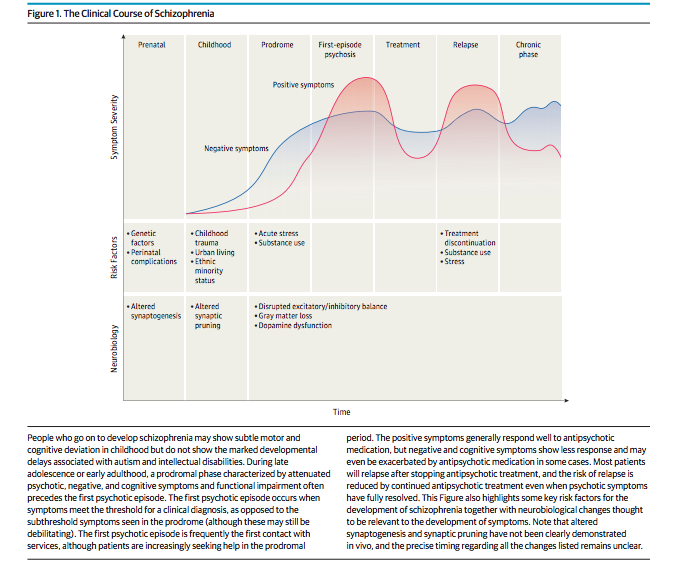 Figure 1. The Clinical Course of Schizophrenia
Prenatal
Childhood
Prodrome
First-episode
psychosis
Treatment
Relapse
Chronic
phase
Positive symptoms
Negative symptoms
Symptom Severity
Risk Factors
• Genetic
factors
• Perinatal
complications
• Childhood
trauma
• Urban living
• Ethnic
minority
status
• Acute stress
• Substance use
• Treatment
discontinuation
• Substance use
• Stress
Neurobiology
• Altered
synaptogenesis
• Altered
synaptic
pruning
• Disrupted excitatory/inhibitory balance
• Gray matter loss
• Dopamine dysfunction
Time
People who go on to develop schizophrenia may show subtle motor and
cognitive deviation in childhood but do not show the marked developmental
delays associated with autism and intellectual disabilities. During late
adolescence or early adulthood, a prodromal phase characterized by attenuated
psychotic, negative, and cognitive symptoms and functional impairment often
precedes the first psychotic episode. The first psychotic episode occurs when
symptoms meet the threshold for a clinical diagnosis, as opposed to the
subthreshold symptoms seen in the prodrome (although these may still be
debilitating). The first psychotic episode is frequently the first contact with
services, although patients are increasingly seeking help in the prodromal
period. The positive symptoms generally respond well to antipsychotic
medication, but negative and cognitive symptoms show less response and may
even be exacerbated by antipsychotic medication in some cases. Most patients
will relapse after stopping antipsychotic treatment, and the risk of relapse is
reduced by continued antipsychotic treatment even when psychotic symptoms
have fully resolved. This Figure also highlights some key risk factors for the
development of schizophrenia together with neurobiological changes thought
to be relevant to the development of symptoms. Note that altered
synaptogenesis and synaptic pruning have not been clearly demonstrated
in vivo, and the precise timing regarding all the changes listed remains unclear.